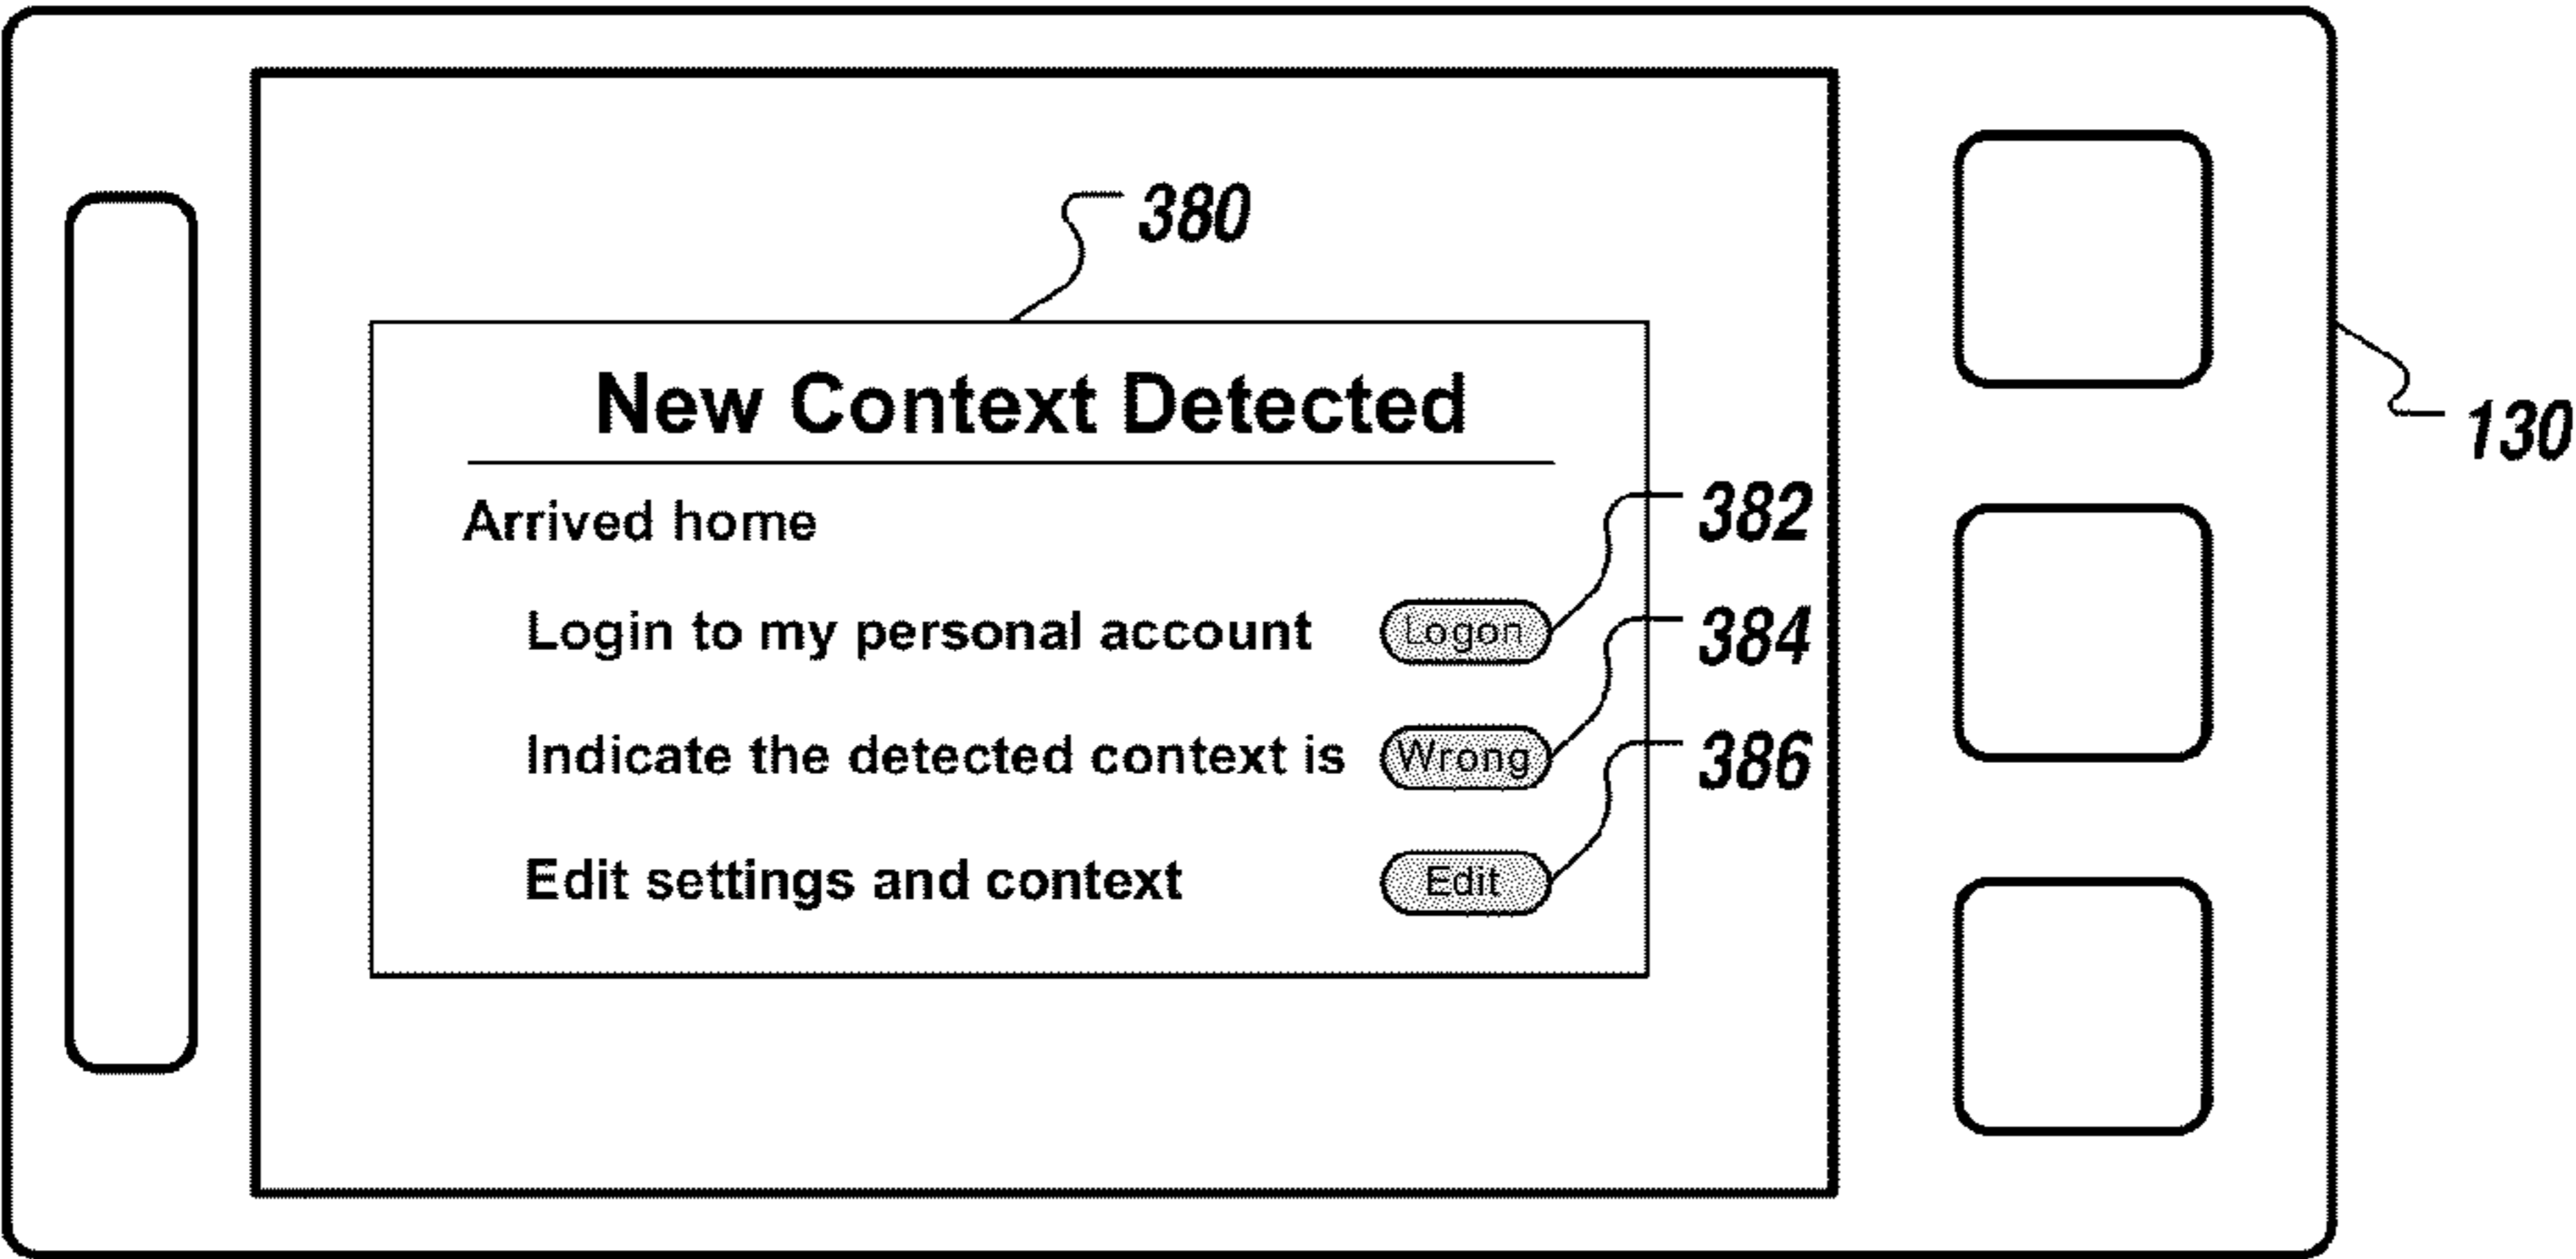 380
New Context Detected
130
Arrived home
382
Login to my personal account Logon
384
Indicate the detected context is Wrong
386
Edit settings and context Edit